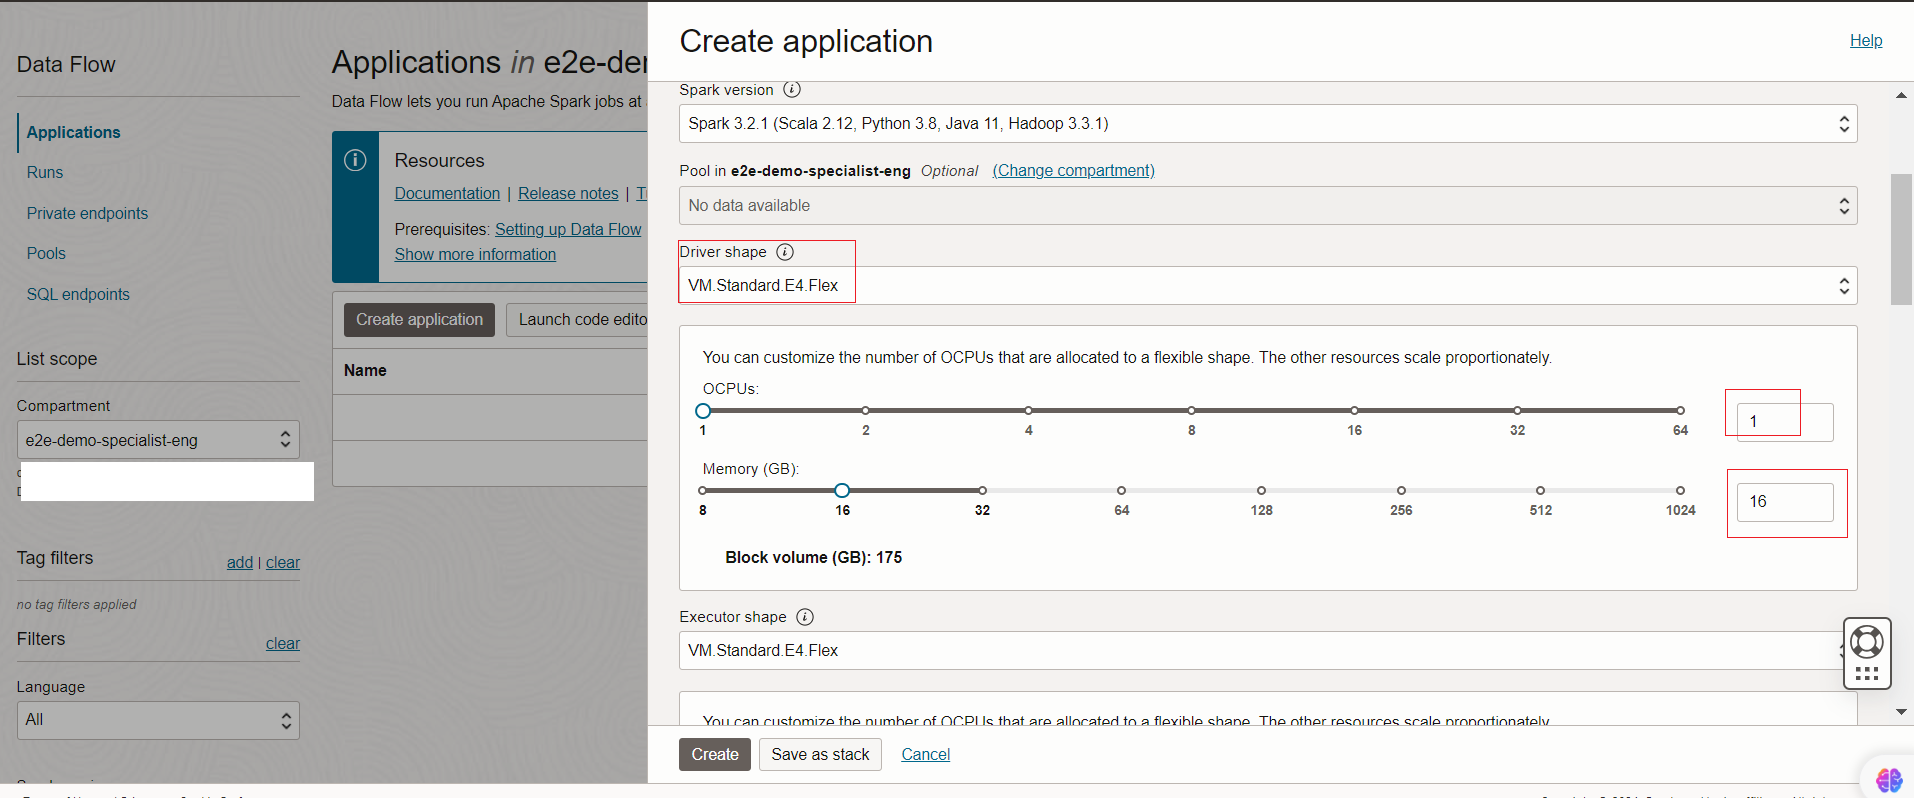 Data Flow
Applications
Runs
Private endpoints
Pools
SQL endpoints
List scope
Compartment
e2e-demo-specialist-eng
Tag filters
add | clear
no tag filters applied
Filters
clear
Language
All
Applications in e2e-de
Data Flow lets you run Apache Spark jobs at
Resources
Documentation | Release notes |
Prerequisites: Setting up Data Flow
Show more information
Create application
Launch code edito
Name
Create application
Help
Spark version
Spark 3.2.1 (Scala 2.12, Python 3.8, Java 11, Hadoop 3.3.1)
Pool in e2e-demo-specialist-eng Optional (Change compartment)
No data available
Driver shape
VM.Standard.E4.Flex
You can customize the number of OCPUs that are allocated to a flexible shape. The other resources scale proportionately.
OCPUs:
1 2 4 8 16 32 64
1
Memory (GB):
8 16 32 64 128 256 512 1024
16
Block volume (GB): 175
Executor shape
VM.Standard.E4.Flex
You can customize the number of OCPUs that are allocated to a flexible shape. The other resources scale proportionately.
Create
Save as stack
Cancel